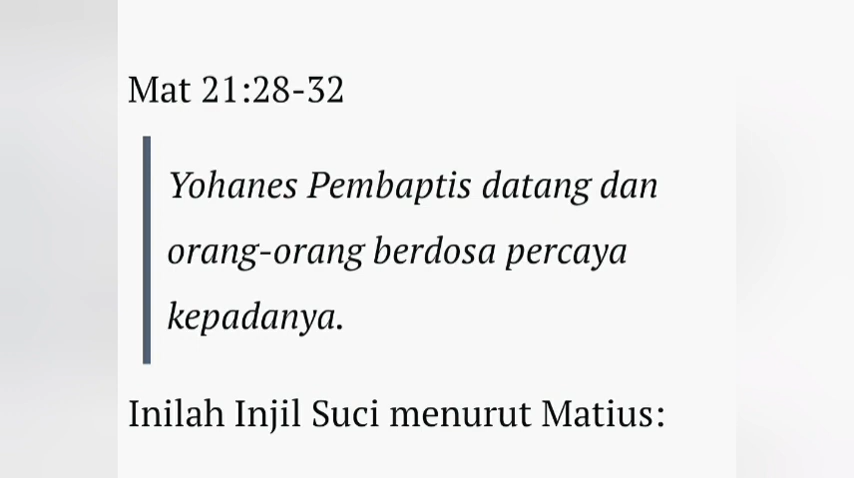 Mat 21:28-32
Yohanes Pembaptis datang dan
orang-orang berdosa percaya
kepadanya.
Inilah Injil Suci menurut Matius: